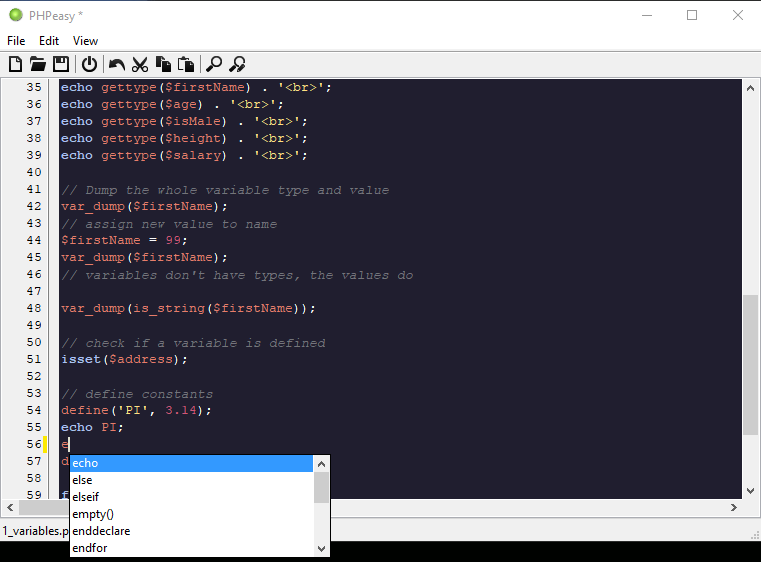 PHPeasy *
File Edit View
35 echo gettype($firstName) . '<br>';
36 echo gettype($age) . '<br>';
37 echo gettype($isMale) . '<br>';
38 echo gettype($height) . '<br>';
39 echo gettype($salary) . '<br>';
40
41 // Dump the whole variable type and value
42 var_dump($firstName);
43 // assign new value to name
44 $firstName = 99;
45 var_dump($firstName);
46 // variables don't have types, the values do
47
48 var_dump(is_string($firstName));
49
50 // check if a variable is defined
51 isset($address);
52
53 // define constants
54 define('PI', 3.14);
55 echo PI;
56 e
57 d
58
59 f
echo
else
elseif
empty()
enddeclare
endfor
1_variables.p